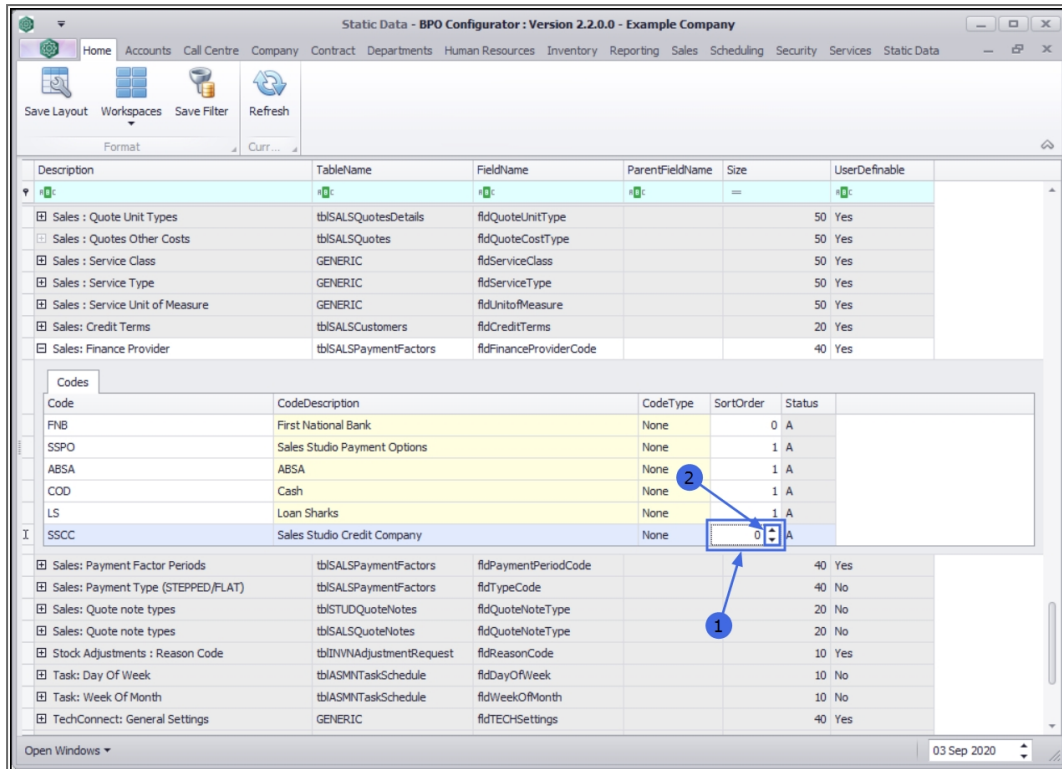 Static Data - BPO Configurator : Version 2.2.0.0 - Example Company
Home Accounts Call Centre Company Contract Departments Human Resources Inventory Reporting Sales Scheduling Security Services Static Data
Save Layout Workspaces Save Filter Refresh
Format Curr...
Description TableName FieldName ParentFieldName Size UserDefinable
=
Sales : Quote Unit Types tblSALSQuotesDetails fldQuoteUnitType 50 Yes
Sales : Quotes Other Costs tblSALSQuotes fldQuoteCostType 50 Yes
Sales : Service Class GENERIC fldServiceClass 50 Yes
Sales : Service Type GENERIC fldServiceType 50 Yes
Sales : Service Unit of Measure GENERIC fldUnitofMeasure 50 Yes
Sales: Credit Terms tblSALSCustomers fldCreditTerms 20 Yes
Sales: Finance Provider tblSALSPaymentFactors fldFinanceProviderCode 40 Yes
Codes
Code CodeDescription CodeType SortOrder Status
FNB First National Bank None 0 A
SSPO Sales Studio Payment Options None 1 A
ABSA ABSA None 1 A
COD Cash None 1 A
2
LS Loan Sharks None 1 A
SSCC Sales Studio Credit Company None 0 A
Sales: Payment Factor Periods tblSALSPaymentFactors fldPaymentPeriodCode 40 Yes
Sales: Payment Type (STEPPED/FLAT) tblSALSPaymentFactors fldTypeCode 40 No
Sales: Quote note types tblSTUDQuoteNotes fldQuoteNoteType 20 No
Sales: Quote note types tblSALSQuoteNotes fldQuoteNoteType 20 No
1
Stock Adjustments : Reason Code tblINVNAdjustmentRequest fldReasonCode 10 Yes
Task: Day Of Week tblASMNTaskSchedule fldDayOfWeek 10 No
Task: Week Of Month tblASMNTaskSchedule fldWeekOfMonth 10 No
TechConnect: General Settings GENERIC fldTECHSettings 40 Yes
Open Windows 03 Sep 2020